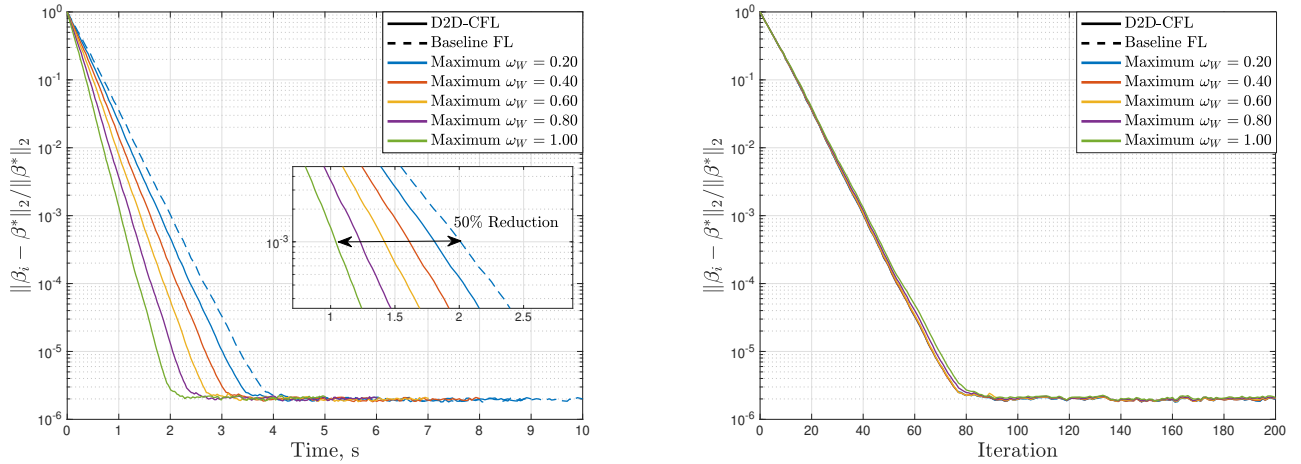 10^0
10^-1
10^-2
10^-3
10^-4
10^-5
10^-6
‖β_i − β*‖_2/‖β*‖_2
D2D-CFL
Baseline FL
Maximum ω_W = 0.20
Maximum ω_W = 0.40
Maximum ω_W = 0.60
Maximum ω_W = 0.80
Maximum ω_W = 1.00
50% Reduction
10^-3
1 1.5 2 2.5
0 1 2 3 4 5 6 7 8 9 10
Time, s
10^0
10^-1
10^-2
10^-3
10^-4
10^-5
10^-6
‖β_i − β*‖_2/‖β*‖_2
D2D-CFL
Baseline FL
Maximum ω_W = 0.20
Maximum ω_W = 0.40
Maximum ω_W = 0.60
Maximum ω_W = 0.80
Maximum ω_W = 1.00
0 20 40 60 80 100 120 140 160 180 200
Iteration